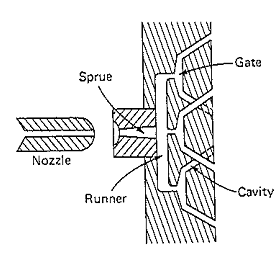 Gate
Sprue
Nozzle
Runner
Cavity